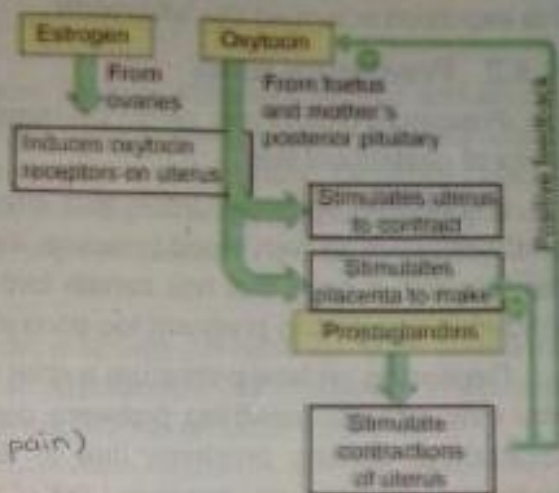 Estrogen
Oxytocin
From
ovaries
From foetus
and mother's
posterior pituitary
Induces oxytocin
receptors on uterus
Stimulates uterus
to contract
Stimulates
placenta to make
Prostaglandins
Stimulate
contractions
of uterus
Positive feedback
pain)